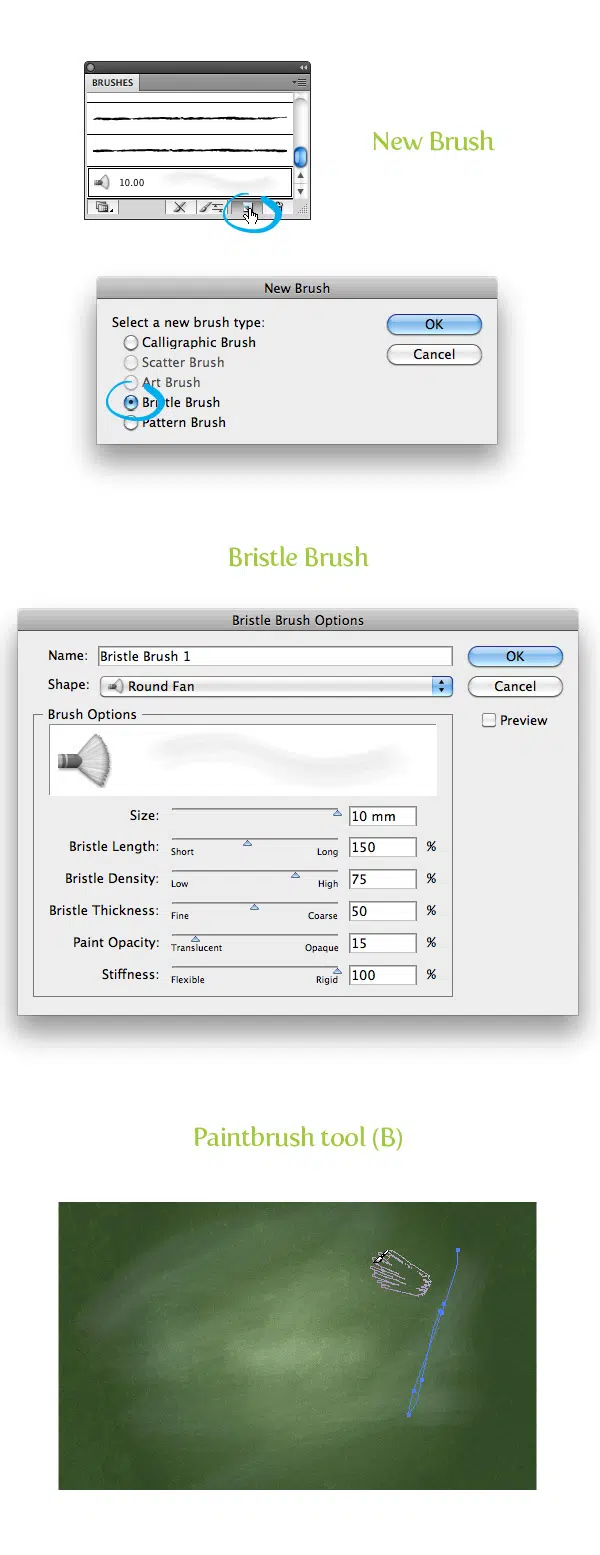 BRUSHES
New Brush
10.00
New Brush
Select a new brush type:
OK
Calligraphic Brush
Cancel
Scatter Brush
Art Brush
Bristle Brush
Pattern Brush
Bristle Brush
Bristle Brush Options
Name: Bristle Brush 1
OK
Shape: Round Fan
Cancel
Brush Options
Preview
Size: 10 mm
Bristle Length: Short Long 150 %
Bristle Density: Low High 75 %
Bristle Thickness: Fine Coarse 50 %
Paint Opacity: Translucent Opaque 15 %
Stiffness: Flexible Rigid 100 %
Paintbrush tool (B)